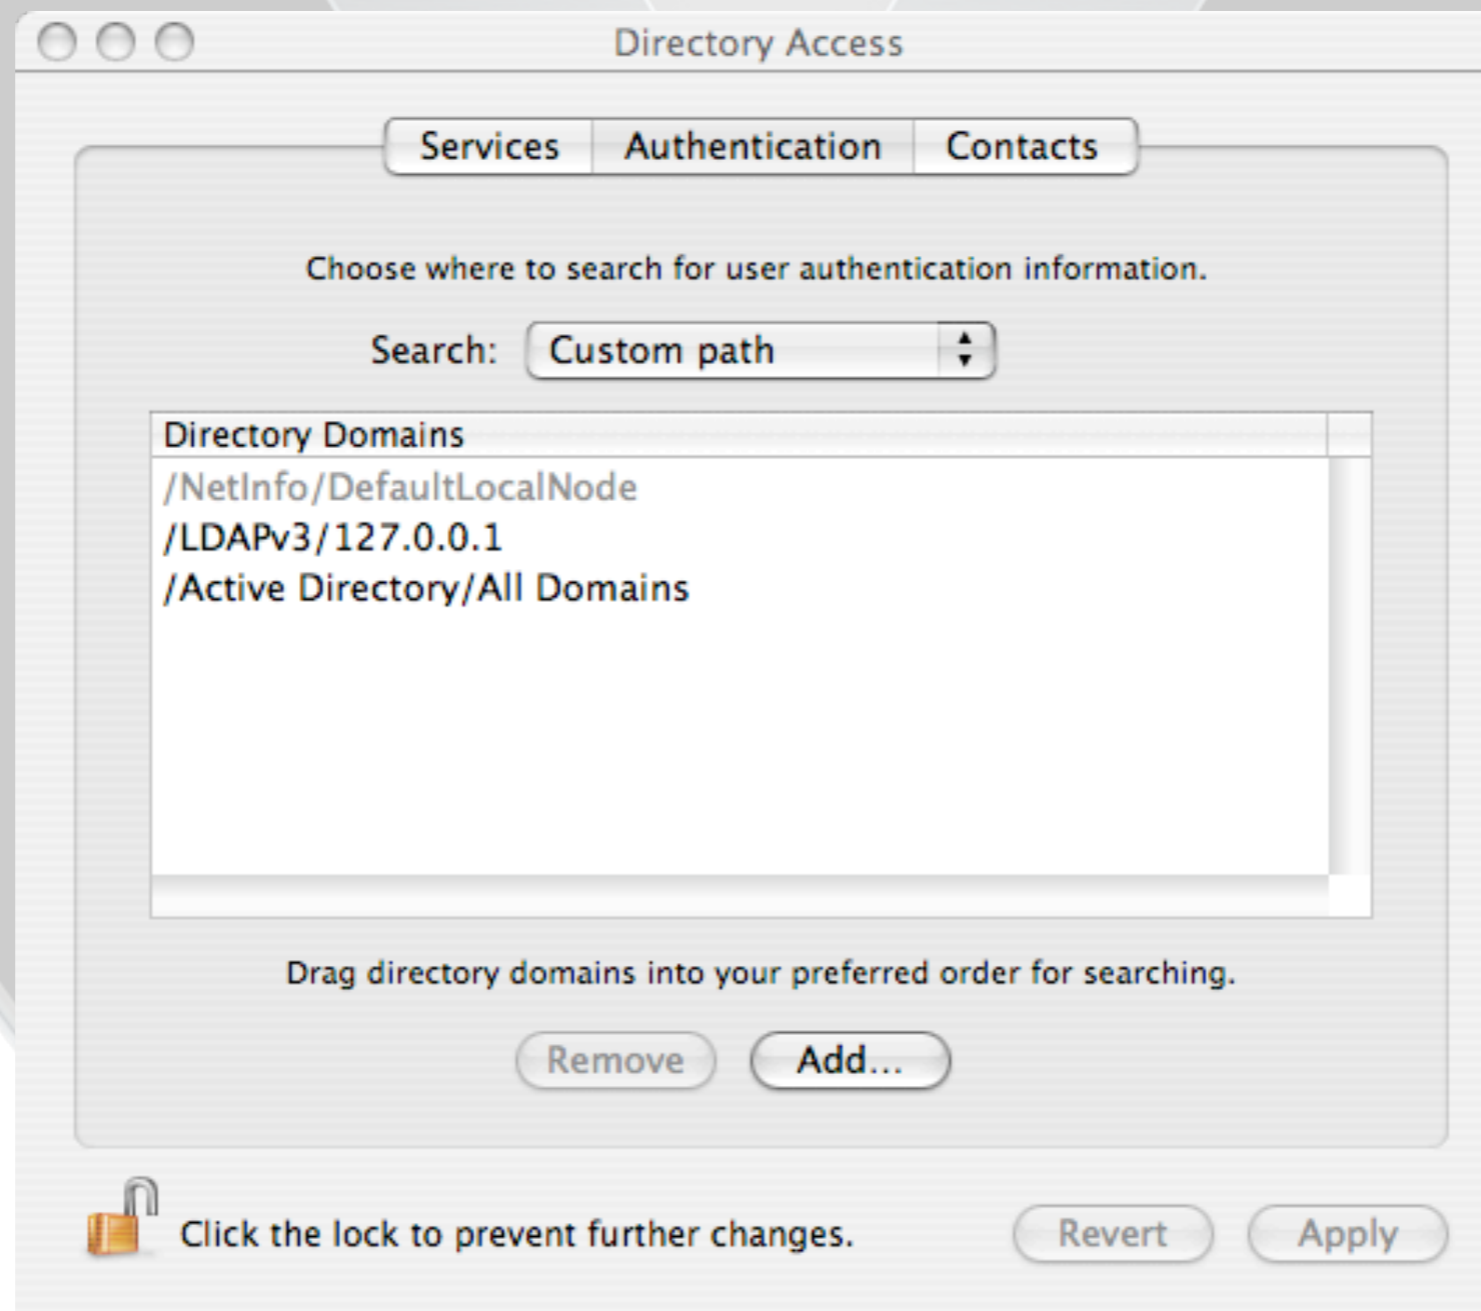 Directory Access
Services Authentication Contacts
Choose where to search for user authentication information.
Search: Custom path
Directory Domains
/NetInfo/DefaultLocalNode
/LDAPv3/127.0.0.1
/Active Directory/All Domains
Drag directory domains into your preferred order for searching.
Remove Add...
Click the lock to prevent further changes. Revert Apply